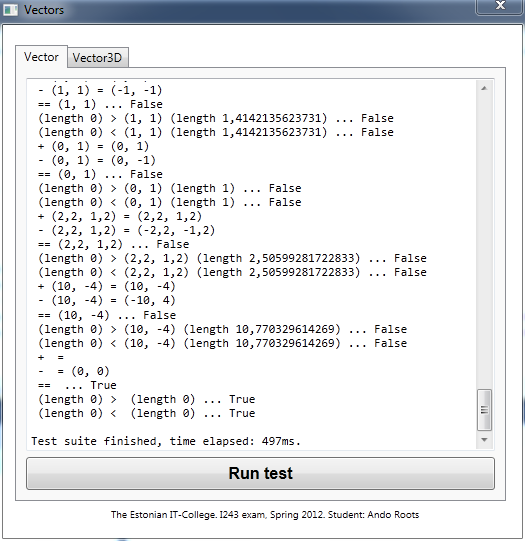 Vectors
Vector Vector3D
- (1, 1) = (-1, -1)
== (1, 1) ... False
(length 0) > (1, 1) (length 1,4142135623731) ... False
(length 0) < (1, 1) (length 1,4142135623731) ... False
+ (0, 1) = (0, 1)
- (0, 1) = (0, -1)
== (0, 1) ... False
(length 0) > (0, 1) (length 1) ... False
(length 0) < (0, 1) (length 1) ... False
+ (2,2, 1,2) = (2,2, 1,2)
- (2,2, 1,2) = (-2,2, -1,2)
== (2,2, 1,2) ... False
(length 0) > (2,2, 1,2) (length 2,50599281722833) ... False
(length 0) < (2,2, 1,2) (length 2,50599281722833) ... False
+ (10, -4) = (10, -4)
- (10, -4) = (-10, 4)
== (10, -4) ... False
(length 0) > (10, -4) (length 10,770329614269) ... False
(length 0) < (10, -4) (length 10,770329614269) ... False
+  =
-  = (0, 0)
==  ... True
(length 0) >  (length 0) ... True
(length 0) <  (length 0) ... True
Test suite finished, time elapsed: 497ms.
Run test
The Estonian IT-College. I243 exam, Spring 2012. Student: Ando Roots